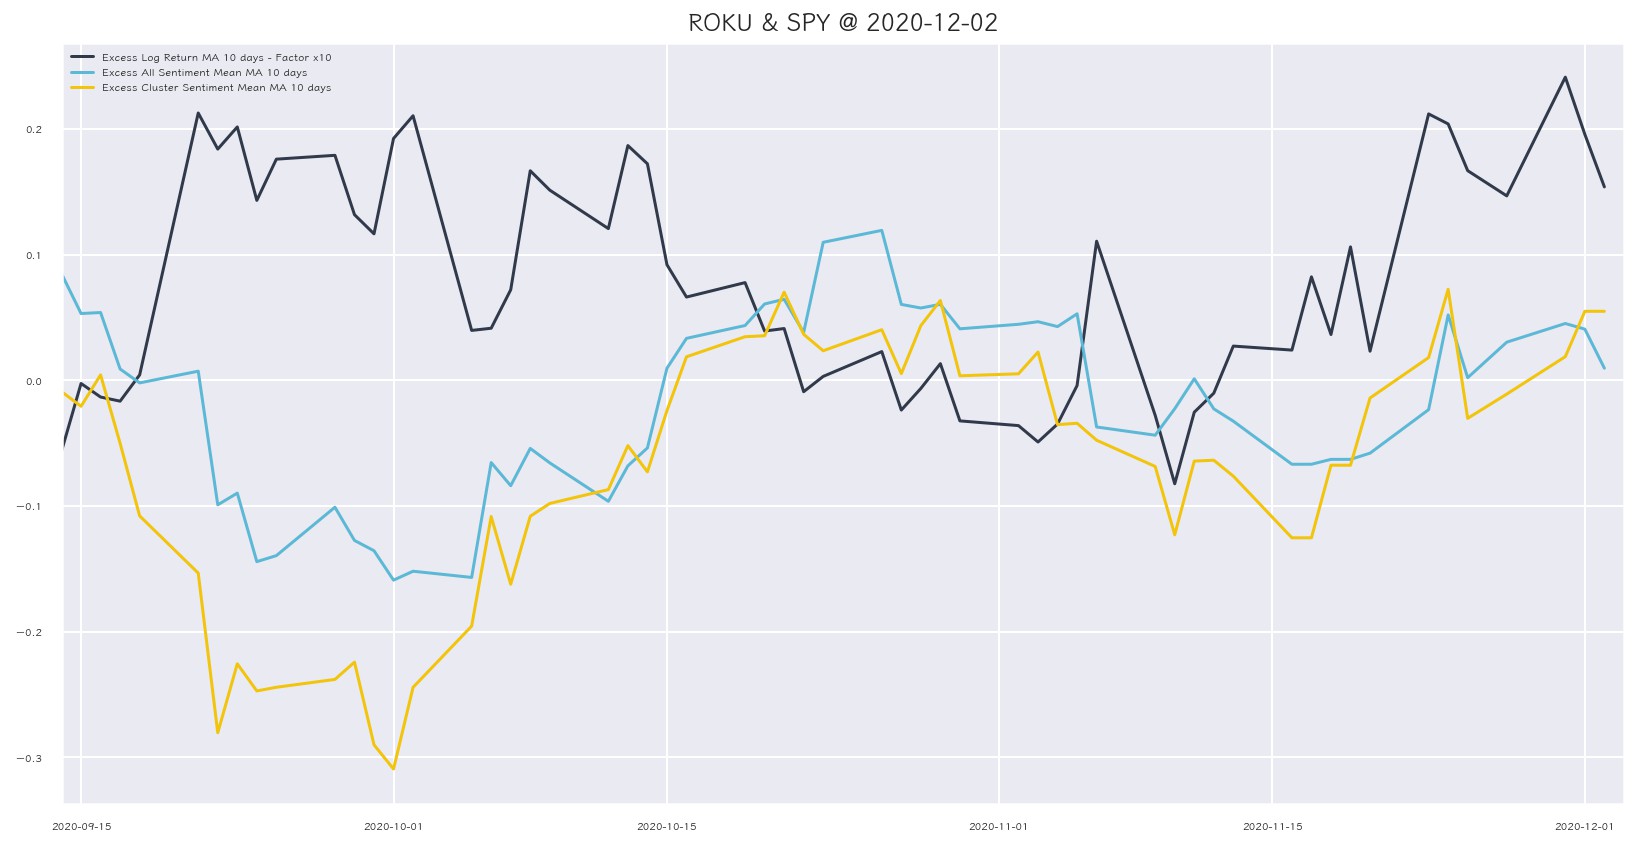 ROKU & SPY @ 2020-12-02
Excess Log Return MA 10 days - Factor x10
Excess All Sentiment Mean MA 10 days
Excess Cluster Sentiment Mean MA 10 days
0.2
0.1
0.0
−0.1
−0.2
−0.3
2020-09-15 2020-10-01 2020-10-15 2020-11-01 2020-11-15 2020-12-01